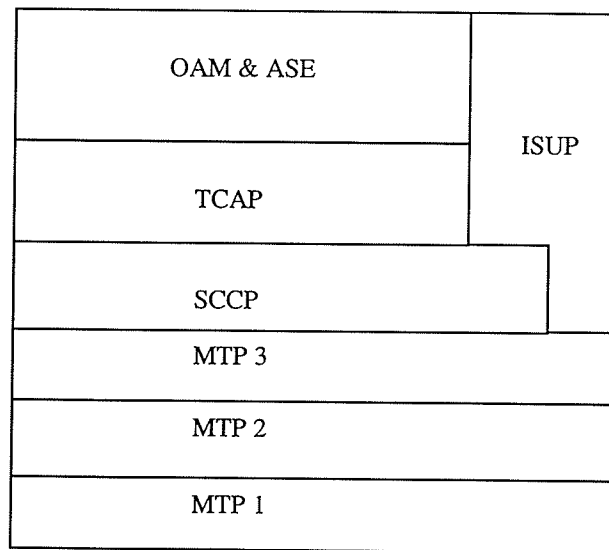 OAM & ASE
ISUP
TCAP
SCCP
MTP 3
MTP 2
MTP 1